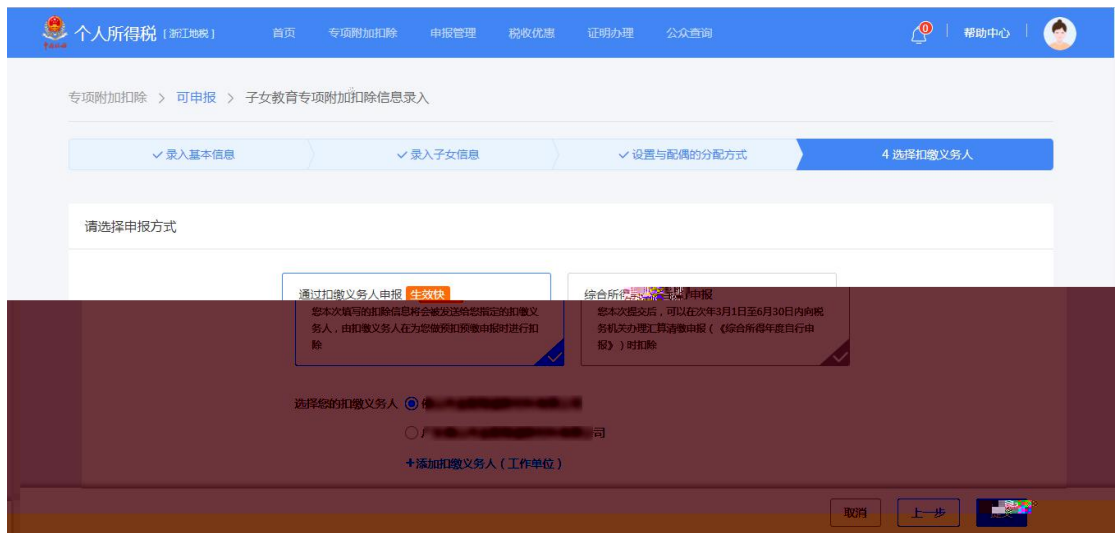 个人所得税 [ 浙江地税 ] 首页 专项附加扣除 申报管理 税收优惠 证明办理 公众查询 0 帮助中心
专项附加扣除 > 可申报 > 子女教育专项附加扣除信息录入
录入基本信息 录入子女信息 设置与配偶的分配方式 4 选择扣缴义务人
请选择申报方式
通过扣缴义务人申报 生效快
您本次填写的扣除信息将会被发送给您指定的扣缴义
务人,由扣缴义务人在为您做预扣预缴申报时进行扣
除
综合所得 申报
您本次提交后,可以在次年3月1日至6月30日内向税
务机关办理汇算清缴申报(《综合所得年度自行申
报》)时扣除
选择您的扣缴义务人
司
+添加扣缴义务人(工作单位)
取消 上一步